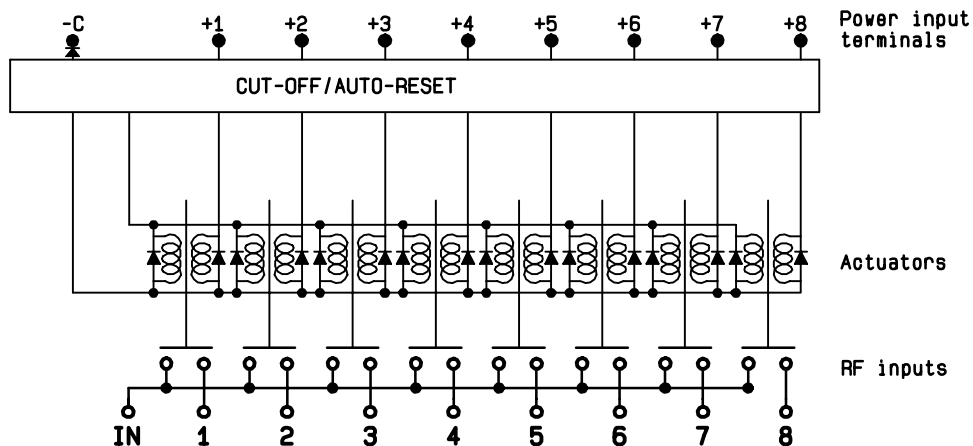 -C +1 +2 +3 +4 +5 +6 +7 +8 Power input
terminals
CUT-OFF/AUTO-RESET
Actuators
RF inputs
IN 1 2 3 4 5 6 7 8